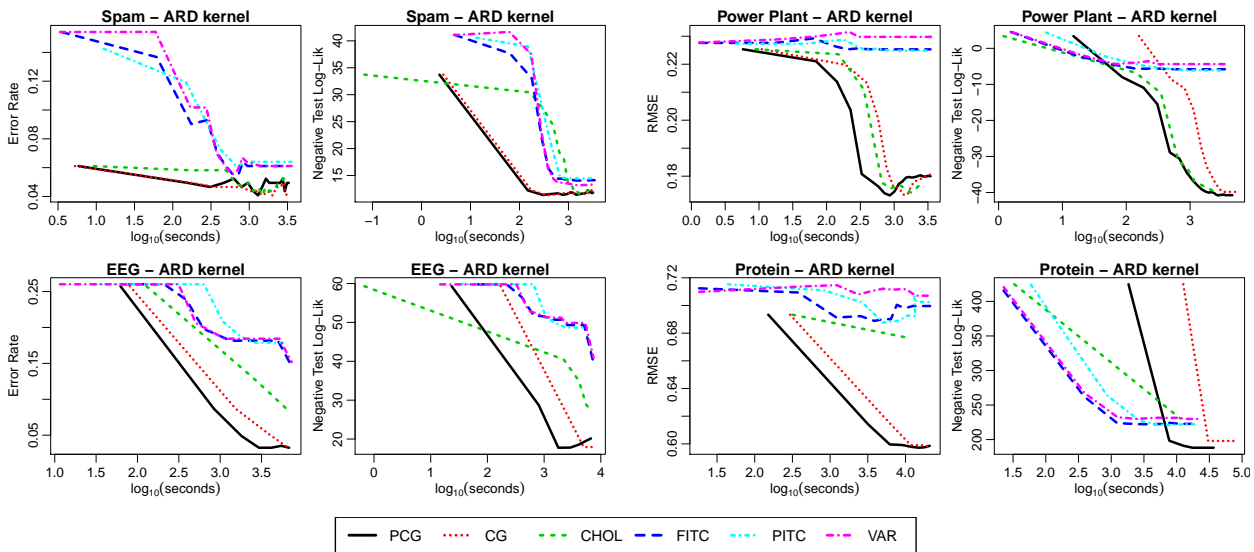 Spam – ARD kernel
Error Rate
0.04 0.08 0.12
0.5 1.0 1.5 2.0 2.5 3.0 3.5
log10(seconds)
Spam – ARD kernel
Negative Test Log–Lik
15 20 25 30 35 40
−1 0 1 2 3
log10(seconds)
Power Plant – ARD kernel
RMSE
0.18 0.20 0.22
0.0 0.5 1.0 1.5 2.0 2.5 3.0 3.5
log10(seconds)
Power Plant – ARD kernel
Negative Test Log–Lik
−40 −30 −20 −10 0
0 1 2 3
log10(seconds)
EEG – ARD kernel
Error Rate
0.05 0.15 0.25
1.0 1.5 2.0 2.5 3.0 3.5
log10(seconds)
EEG – ARD kernel
Negative Test Log–Lik
20 30 40 50 60
0 1 2 3 4
log10(seconds)
Protein – ARD kernel
RMSE
0.60 0.64 0.68 0.72
1.5 2.0 2.5 3.0 3.5 4.0
log10(seconds)
Protein – ARD kernel
Negative Test Log–Lik
200 250 300 400
1.5 2.0 2.5 3.0 3.5 4.0 4.5 5.0
log10(seconds)
PCG CG CHOL FITC PITC VAR